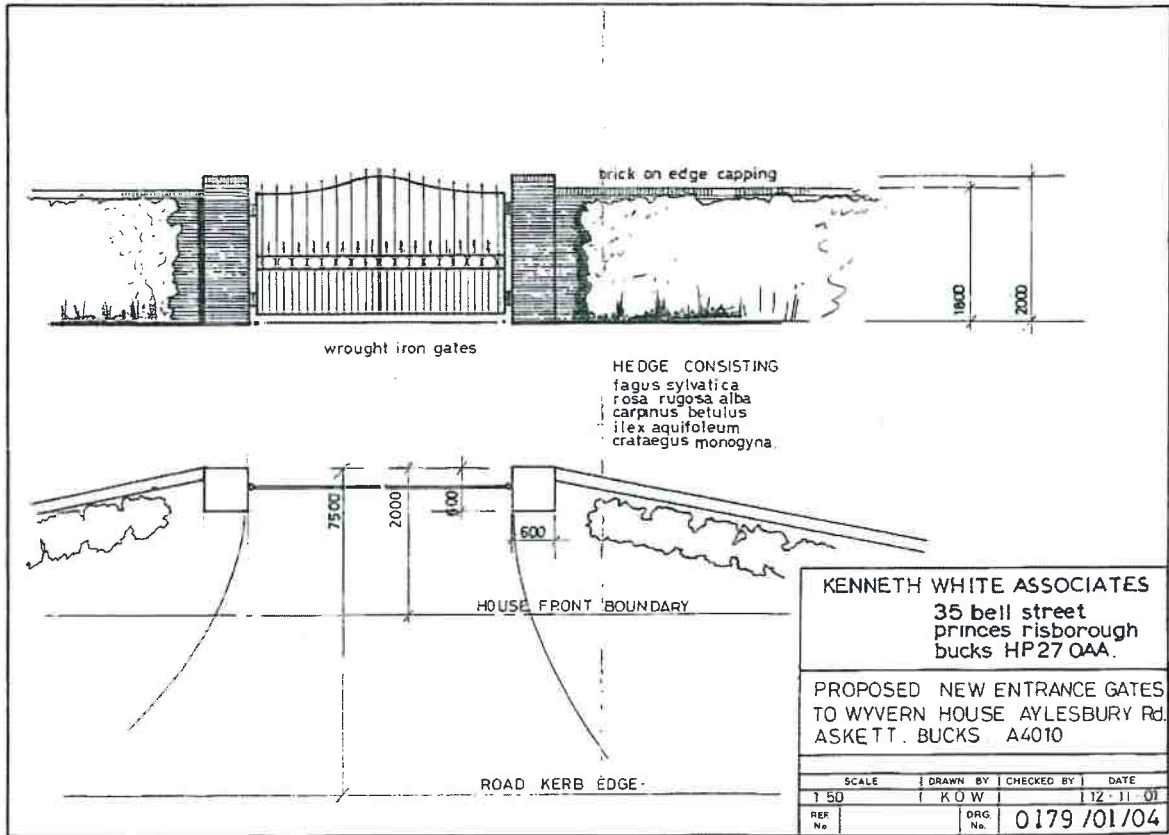 brick on edge capping
1800
2000
wrought iron gates
HEDGE CONSISTING
fagus sylvatica
rosa rugosa alba
carpinus betulus
ilex aquifoleum
crataegus monogyna.
7500
2000
600
600
HOUSE FRONT BOUNDARY
ROAD KERB EDGE
KENNETH WHITE ASSOCIATES
35 bell street
princes risborough
bucks HP27 0AA.
PROPOSED NEW ENTRANCE GATES
TO WYVERN HOUSE AYLESBURY Rd.
ASKETT. BUCKS A4010
SCALE DRAWN BY CHECKED BY DATE
1 50 K O W 12-11-01
REF. No DRG. No. 0179/01/04